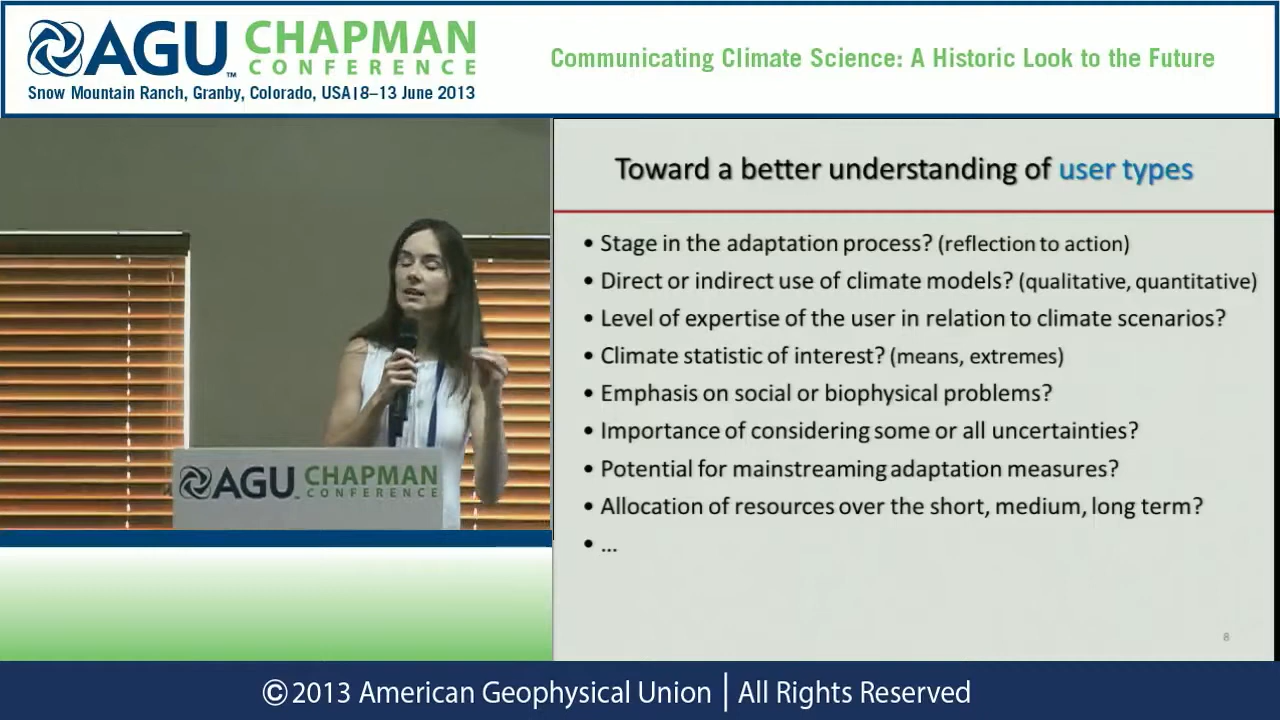 AGU CHAPMAN
CONFERENCE
TM
Snow Mountain Ranch, Granby, Colorado, USA|8–13 June 2013
Communicating Climate Science: A Historic Look to the Future
Toward a better understanding of user types
• Stage in the adaptation process? (reflection to action)
• Direct or indirect use of climate models? (qualitative, quantitative)
• Level of expertise of the user in relation to climate scenarios?
• Climate statistic of interest? (means, extremes)
• Emphasis on social or biophysical problems?
• Importance of considering some or all uncertainties?
• Potential for mainstreaming adaptation measures?
• Allocation of resources over the short, medium, long term?
• ...
8
AGU CHAPMAN
CONFERENCE
©2013 American Geophysical Union | All Rights Reserved